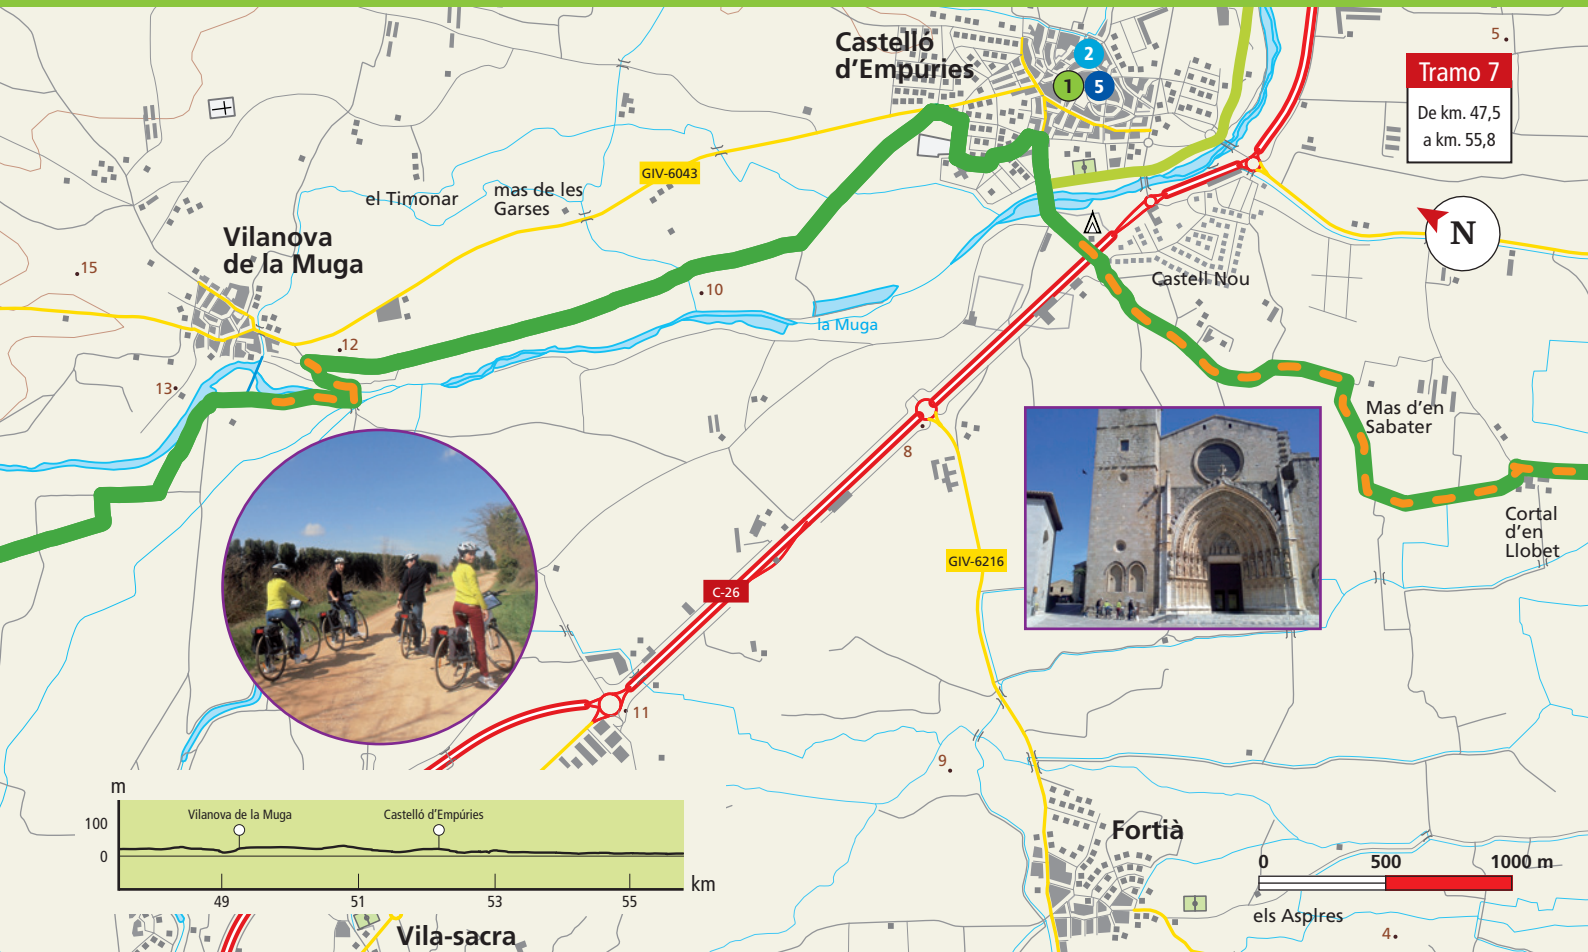 Castelló
d'Empúries
2
1
5
5
Tramo 7
De km. 47,5
a km. 55,8
GIV-6043
mas de les
Garses
el Timonar
Vilanova
de la Muga
15
N
Castell Nou
10
la Muga
12
13
Mas d'en
Sabater
8
Cortal
d'en
Llobet
GIV-6216
C-26
11
9
m
100
0
Vilanova de la Muga
Castelló d'Empúries
km
49
51
53
55
Fortià
0 500 1000 m
els Asplres
4
Vila-sacra